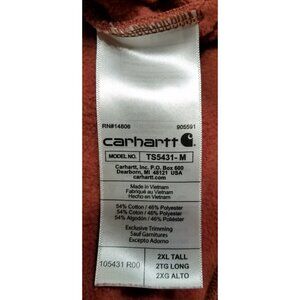 RN#14806 905591
carhartt
MODEL NO. TS5431-M
Carhartt, Inc. P.O. Box 600
Dearborn, MI 48121 USA
carhartt.com
Made in Vietnam
Fabriqué au Vietnam
Hecho en Vietnam
54% Cotton / 46% Polyester
54% Coton / 46% Polyester
54% Algodón / 46% Poliéster
Exclusive Trimming
Sauf Garnitures
Excepto Adorno
105431 R00
2XL TALL
2TG LONG
2XG ALTO